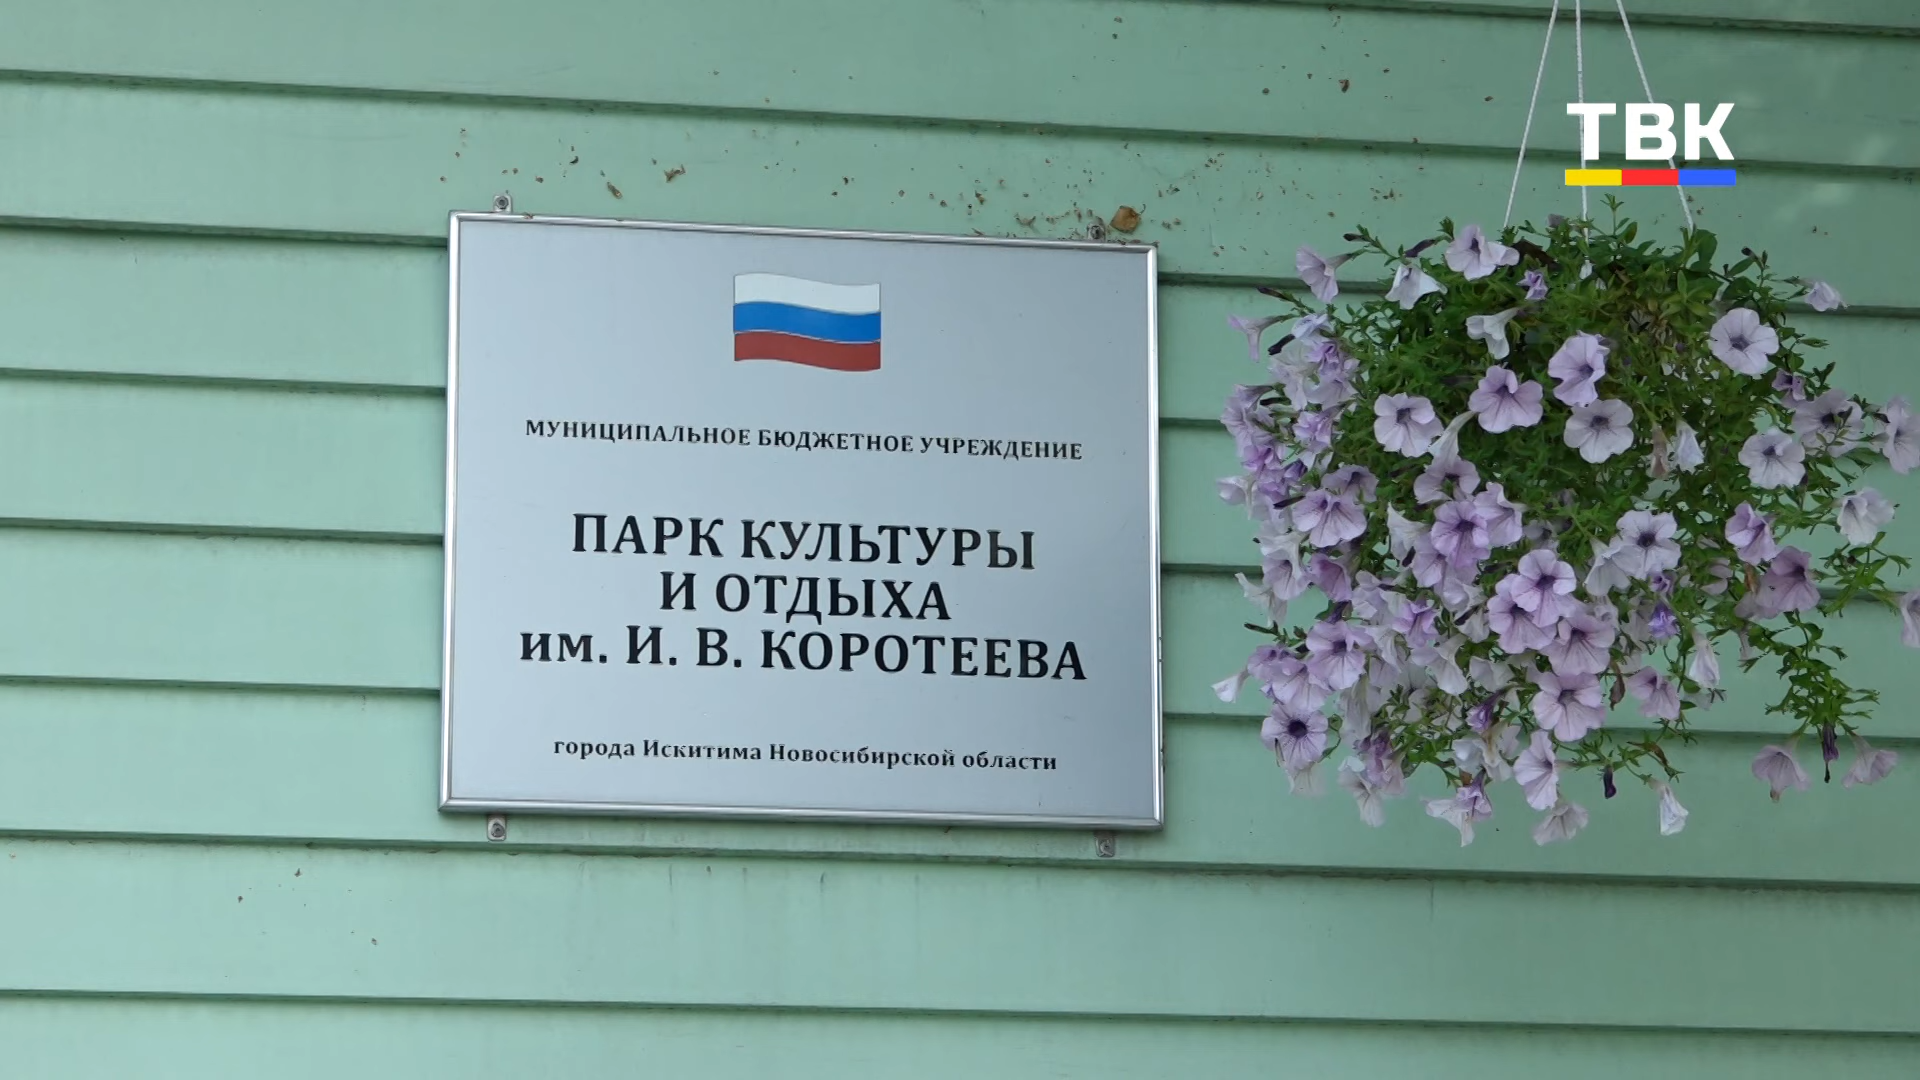 ТВК
МУНИЦИПАЛЬНОЕ БЮДЖЕТНОЕ УЧРЕЖДЕНИЕ
ПАРК КУЛЬТУРЫ
И ОТДЫХА
им. И. В. КОРОТЕЕВА
города Искитима Новосибирской области